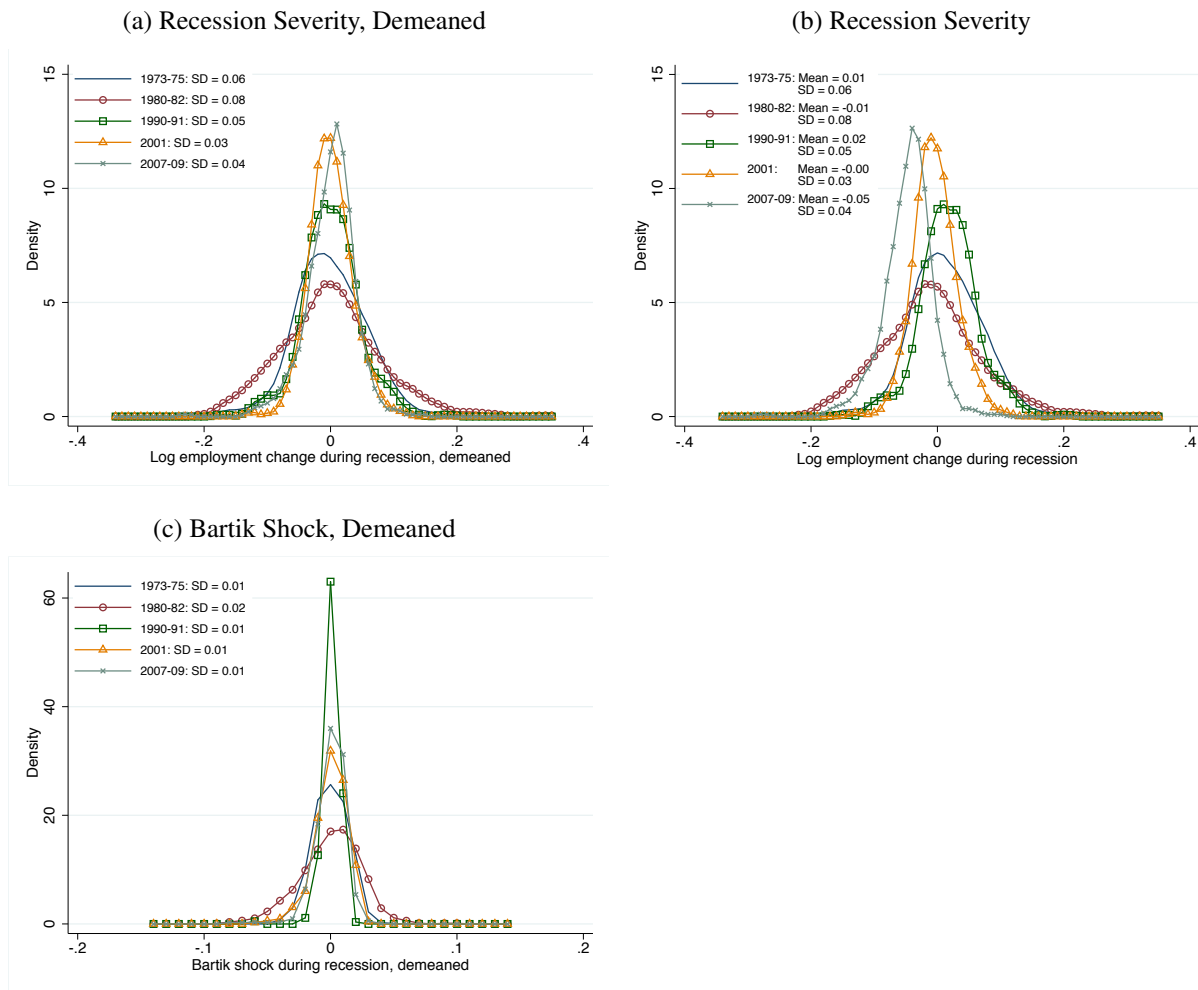 (a) Recession Severity, Demeaned
15
10
5
0
Density
1973-75: SD = 0.06
1980-82: SD = 0.08
1990-91: SD = 0.05
2001: SD = 0.03
2007-09: SD = 0.04
-.4
-.2
0
.2
.4
Log employment change during recession, demeaned
(b) Recession Severity
15
10
5
0
Density
1973-75: Mean = 0.01
SD = 0.06
1980-82: Mean = -0.01
SD = 0.08
1990-91: Mean = 0.02
SD = 0.05
2001: Mean = -0.00
SD = 0.03
2007-09: Mean = -0.05
SD = 0.04
-.4
-.2
0
.2
.4
Log employment change during recession
(c) Bartik Shock, Demeaned
60
40
20
0
Density
1973-75: SD = 0.01
1980-82: SD = 0.02
1990-91: SD = 0.01
2001: SD = 0.01
2007-09: SD = 0.01
-.2
-.1
0
.1
.2
Bartik shock during recession, demeaned